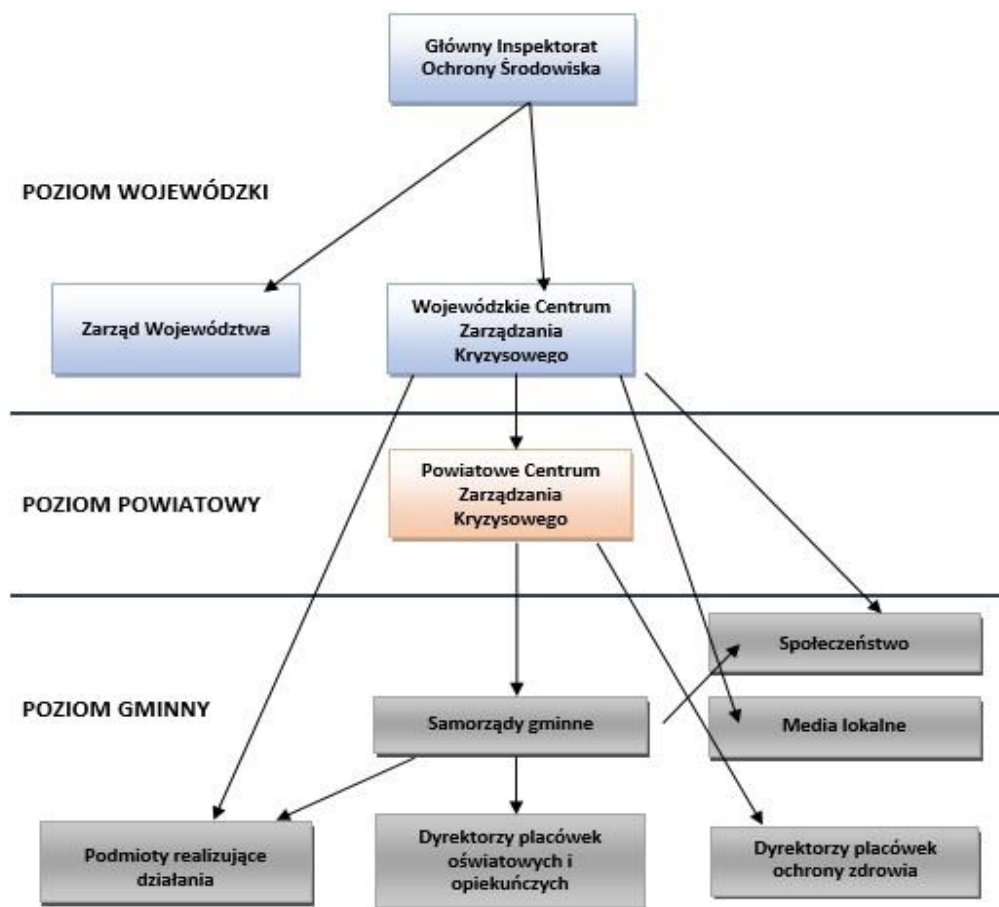 Główny Inspektorat
Ochrony Środowiska
POZIOM WOJEWÓDZKI
Zarząd Województwa
Wojewódzkie Centrum
Zarządzania
Kryzysowego
POZIOM POWIATOWY
Powiatowe Centrum
Zarządzania
Kryzysowego
Społeczeństwo
POZIOM GMINNY
Samorządy gminne
Media lokalne
Podmioty realizujące
działania
Dyrektorzy placówek
oświatowych i
opiekuńczych
Dyrektorzy placówek
ochrony zdrowia